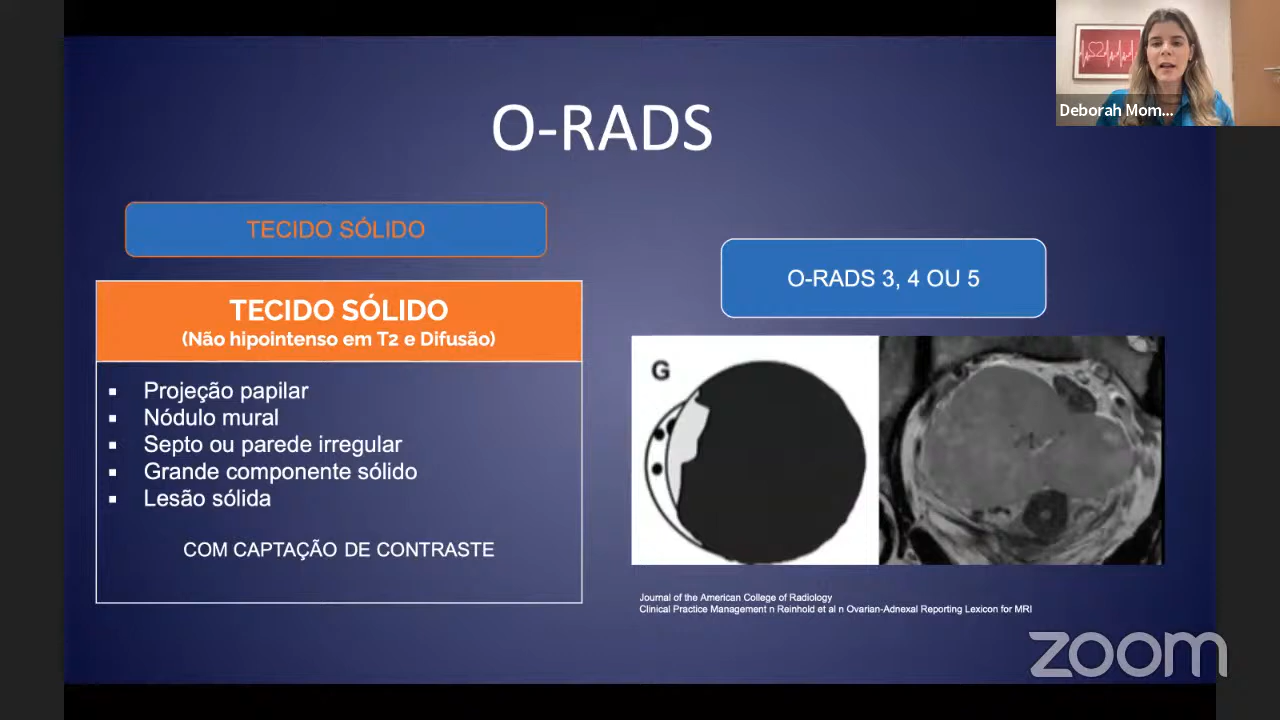 Deborah Mom...
O-RADS
TECIDO SÓLIDO
TECIDO SÓLIDO
(Não hipointenso em T2 e Difusão)
▪ Projeção papilar
▪ Nódulo mural
▪ Septo ou parede irregular
▪ Grande componente sólido
▪ Lesão sólida
COM CAPTAÇÃO DE CONTRASTE
O-RADS 3, 4 OU 5
G
Journal of the American College of Radiology
Clinical Practice Management n Reinhold et al n Ovarian-Adnexal Reporting Lexicon for MRI
zoom